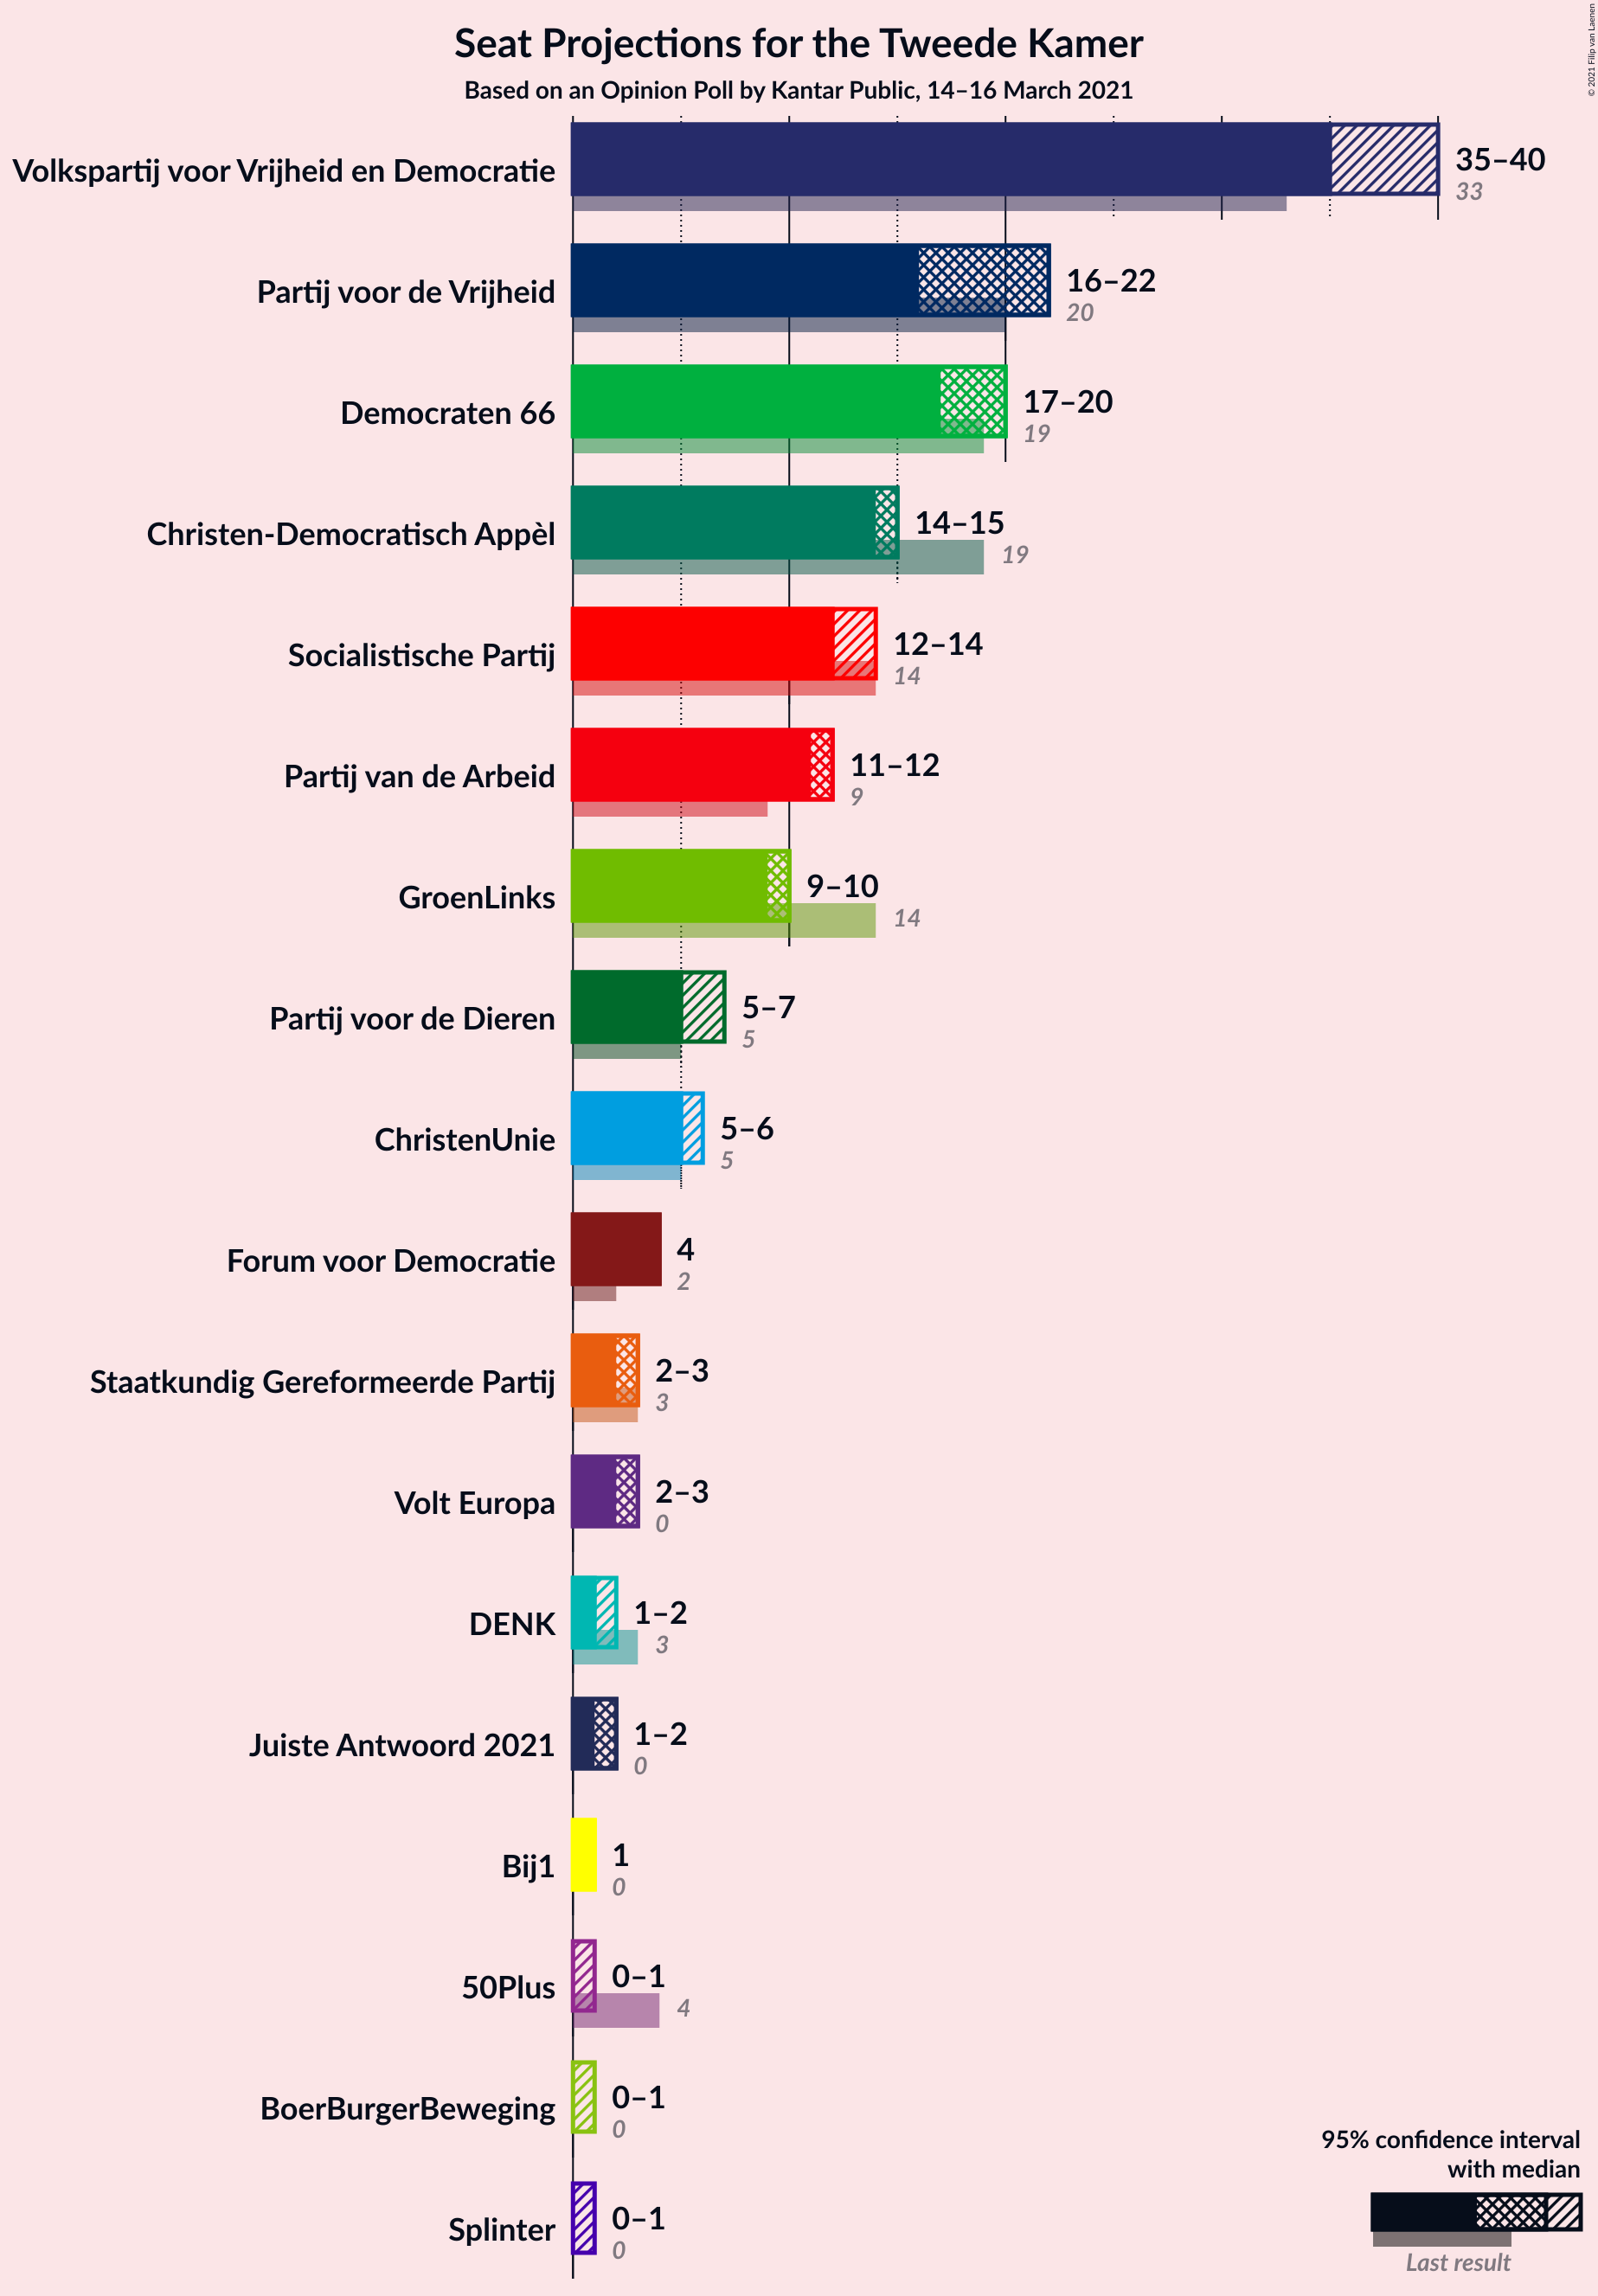 Seat Projections for the Tweede Kamer
Based on an Opinion Poll by Kantar Public, 14–16 March 2021
© 2021 Filip van Laenen
Volkspartij voor Vrijheid en Democratie
35–40
33
Partij voor de Vrijheid
16–22
20
Democraten 66
17–20
19
Christen-Democratisch Appèl
14–15
19
Socialistische Partij
12–14
14
Partij van de Arbeid
11–12
9
GroenLinks
9–10
14
Partij voor de Dieren
5–7
5
ChristenUnie
5–6
5
Forum voor Democratie
4
2
Staatkundig Gereformeerde Partij
2–3
3
Volt Europa
2–3
0
DENK
1–2
3
Juiste Antwoord 2021
1–2
0
Bij1
1
0
50Plus
0–1
4
BoerBurgerBeweging
0–1
0
Splinter
0–1
0
95% confidence interval
with median
Last result